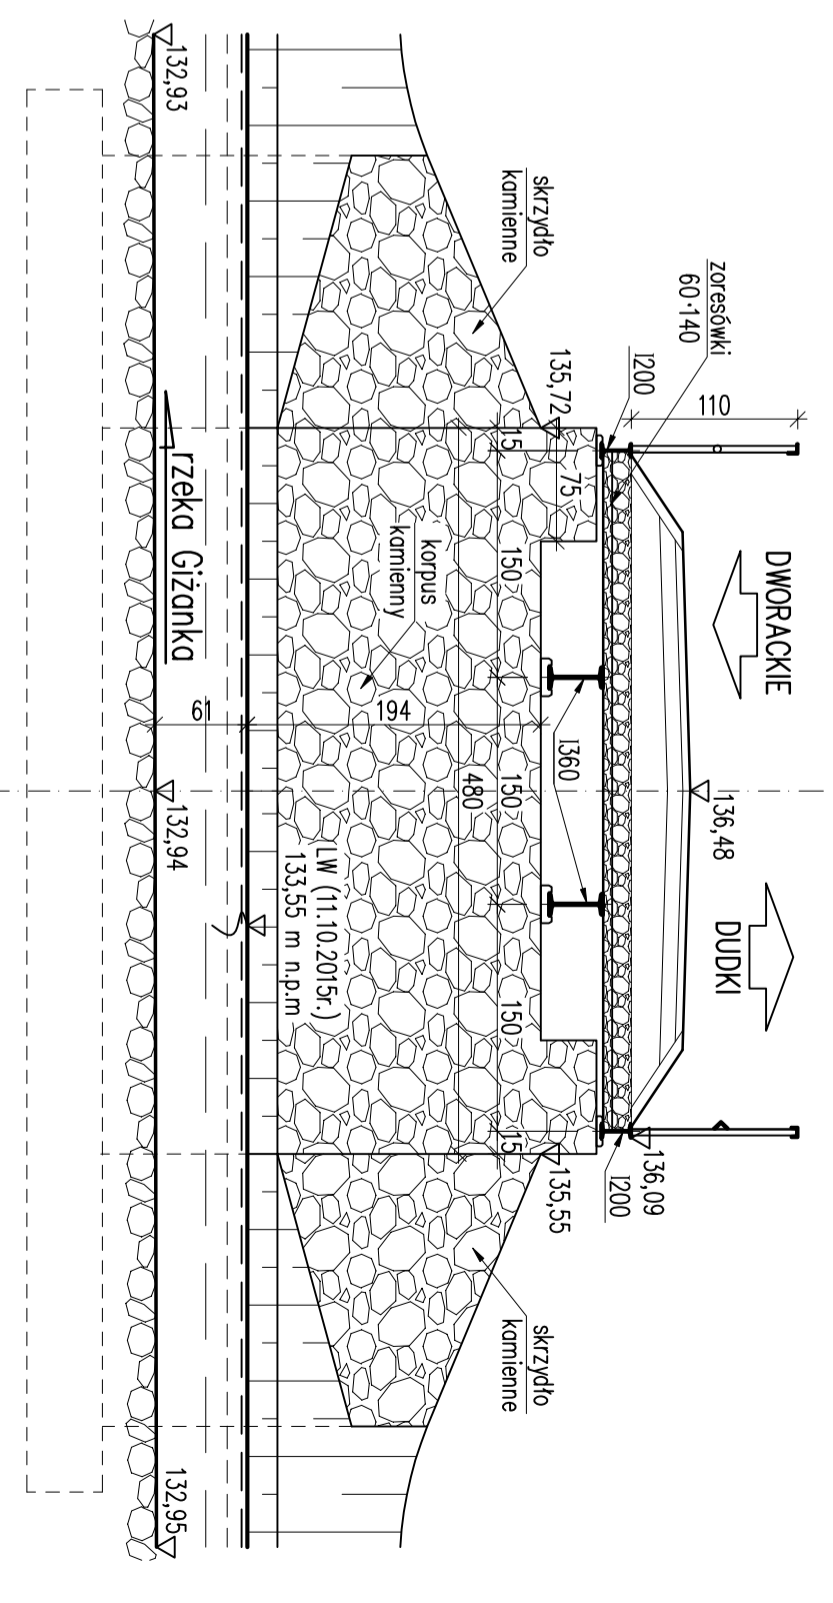 DWORACKIE
DUDKI
110
zoresówki
60·140
I200
136,48
136,09
I200
skrzydło
kamienne
135,72
15
75
150
I360
150
150
15
480
135,55
skrzydło
kamienne
korpus
kamienny
194
61
LW (11.10.2015r.)
133,55 m n.p.m
rzeka Giżanka
132,93
132,94
132,95